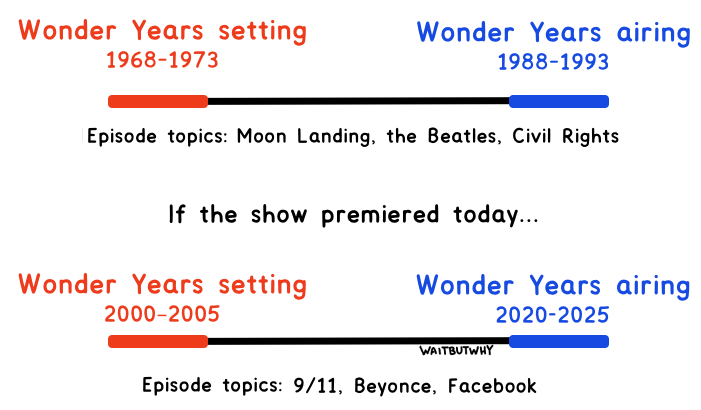 Wonder Years setting
1968-1973
Wonder Years airing
1988-1993
Episode topics: Moon Landing, the Beatles, Civil Rights
If the show premiered today...
Wonder Years setting
2000-2005
Wonder Years airing
2020-2025
WAITBUTWHY
Episode topics: 9/11, Beyonce, Facebook